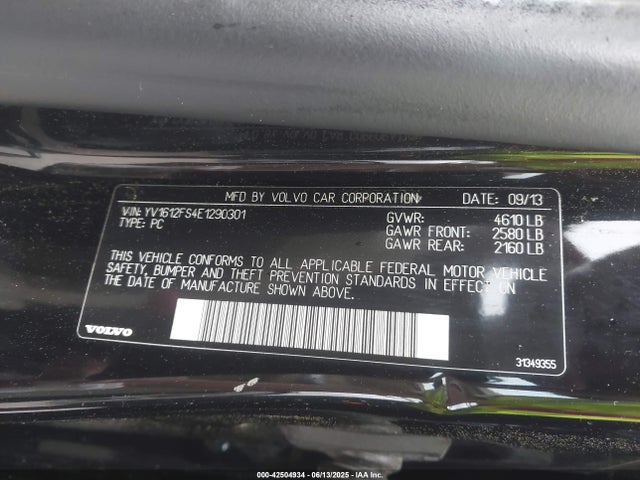 MFD BY VOLVO CAR CORPORATION DATE: 09/13
VIN: YV1612FS4E1290301 GVWR: 4610 LB
TYPE: PC GAWR FRONT: 2580 LB
GAWR REAR: 2160 LB
THIS VEHICLE CONFORMS TO ALL APPLICABLE FEDERAL MOTOR VEHICLE
SAFETY, BUMPER AND THEFT PREVENTION STANDARDS IN EFFECT ON
THE DATE OF MANUFACTURE SHOWN ABOVE.
VOLVO
31349355
000-42504934 - 06/13/2025 - IAA Inc.